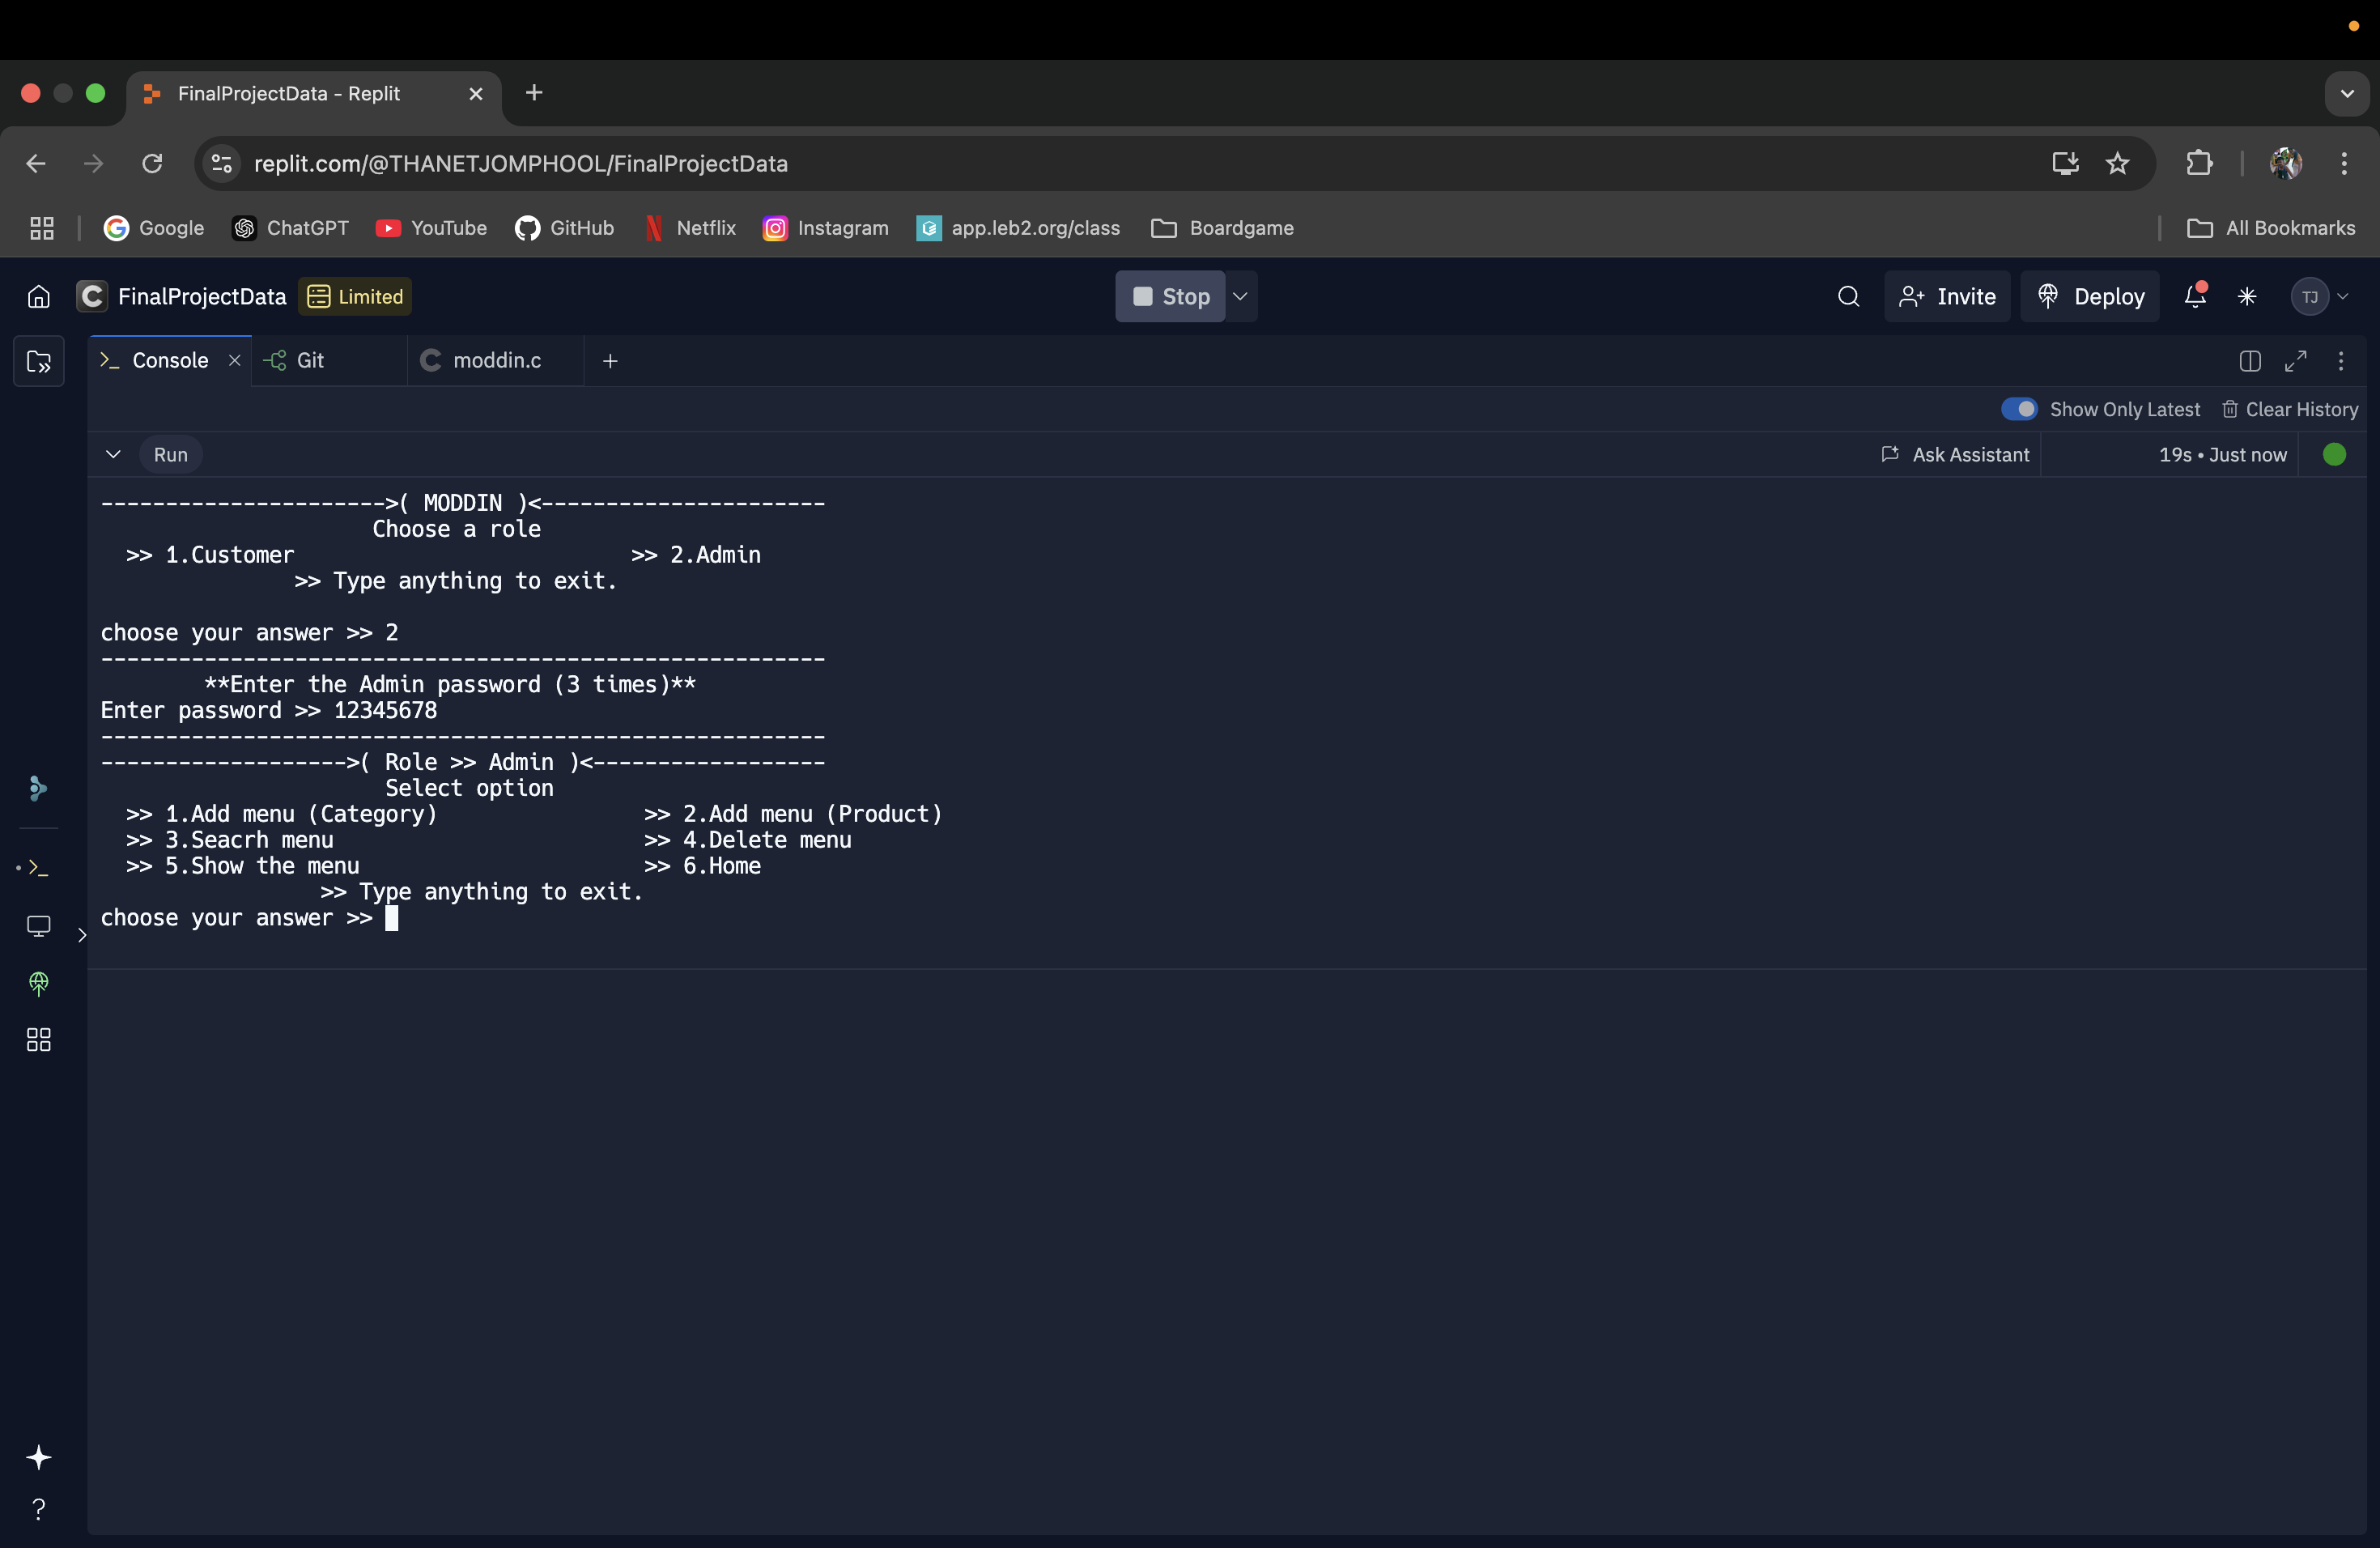 FinalProjectData - Replit
replit.com/@THANETJOMPHOOL/FinalProjectData
Google ChatGPT YouTube GitHub Netflix Instagram app.leb2.org/class Boardgame All Bookmarks
FinalProjectData Limited Stop Invite Deploy TJ
Console Git moddin.c
Show Only Latest Clear History
Run Ask Assistant 19s • Just now
---------------------->( MODDIN )<----------------------
Choose a role
>> 1.Customer >> 2.Admin
>> Type anything to exit.
choose your answer >> 2
--------------------------------------------------------
**Enter the Admin password (3 times)**
Enter password >> 12345678
--------------------------------------------------------
------------------->( Role >> Admin )<------------------
Select option
>> 1.Add menu (Category) >> 2.Add menu (Product)
>> 3.Seacrh menu >> 4.Delete menu
>> 5.Show the menu >> 6.Home
>> Type anything to exit.
choose your answer >>